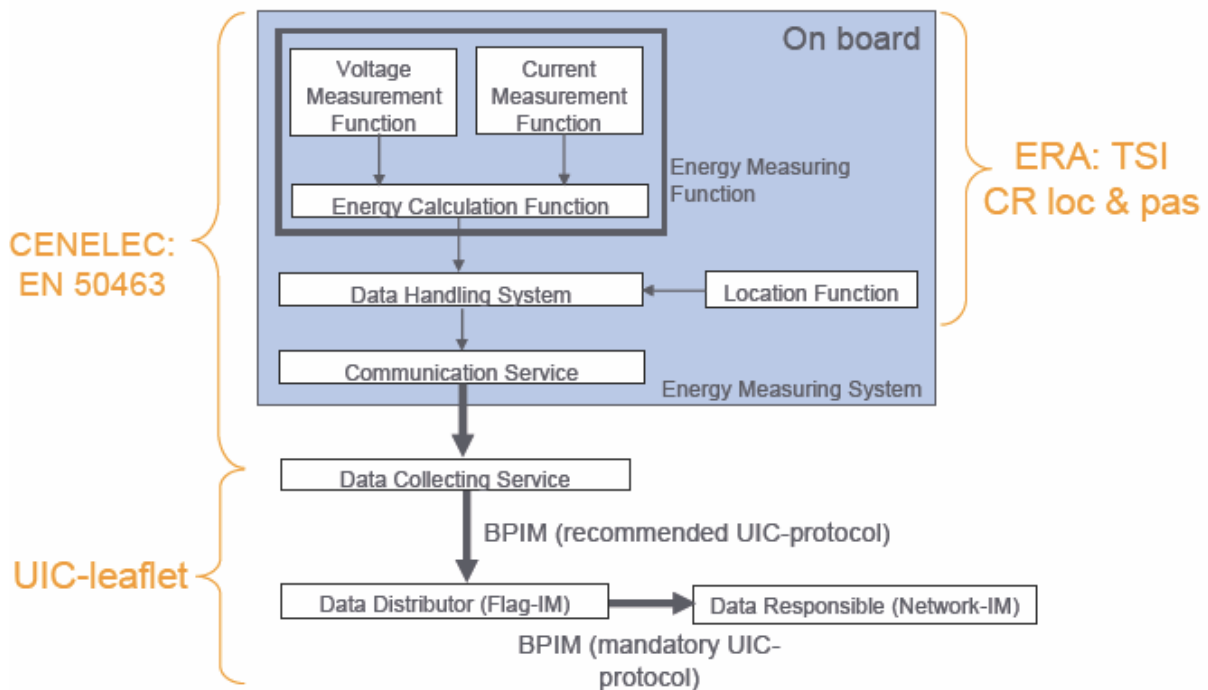 On board
Voltage
Measurement
Function
Current
Measurement
Function
Energy Measuring
Function
Energy Calculation Function
ERA: TSI
CR loc & pas
CENELEC:
EN 50463
Data Handling System
Location Function
Communication Service
Energy Measuring System
Data Collecting Service
BPIM (recommended UIC-protocol)
UIC-leaflet
Data Distributor (Flag-IM)
Data Responsible (Network-IM)
BPIM (mandatory UIC-
protocol)